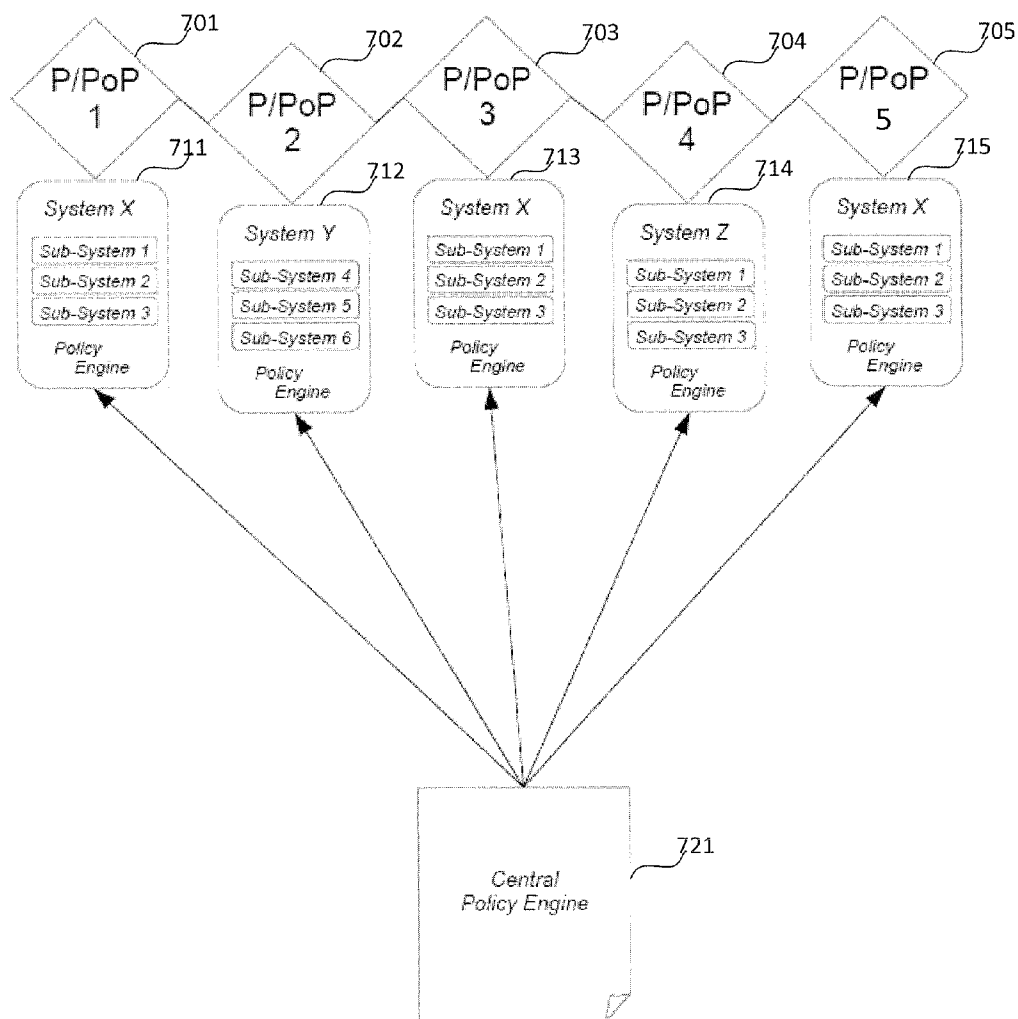 701
P/PoP
1
702
P/PoP
2
703
P/PoP
3
704
P/PoP
4
705
P/PoP
5
711
System X
Sub-System 1
Sub-System 2
Sub-System 3
Policy
Engine
712
System Y
Sub-System 4
Sub-System 5
Sub-System 6
Policy
Engine
713
System X
Sub-System 1
Sub-System 2
Sub-System 3
Policy
Engine
714
System Z
Sub-System 1
Sub-System 2
Sub-System 3
Policy
Engine
715
System X
Sub-System 1
Sub-System 2
Sub-System 3
Policy
Engine
721
Central
Policy Engine